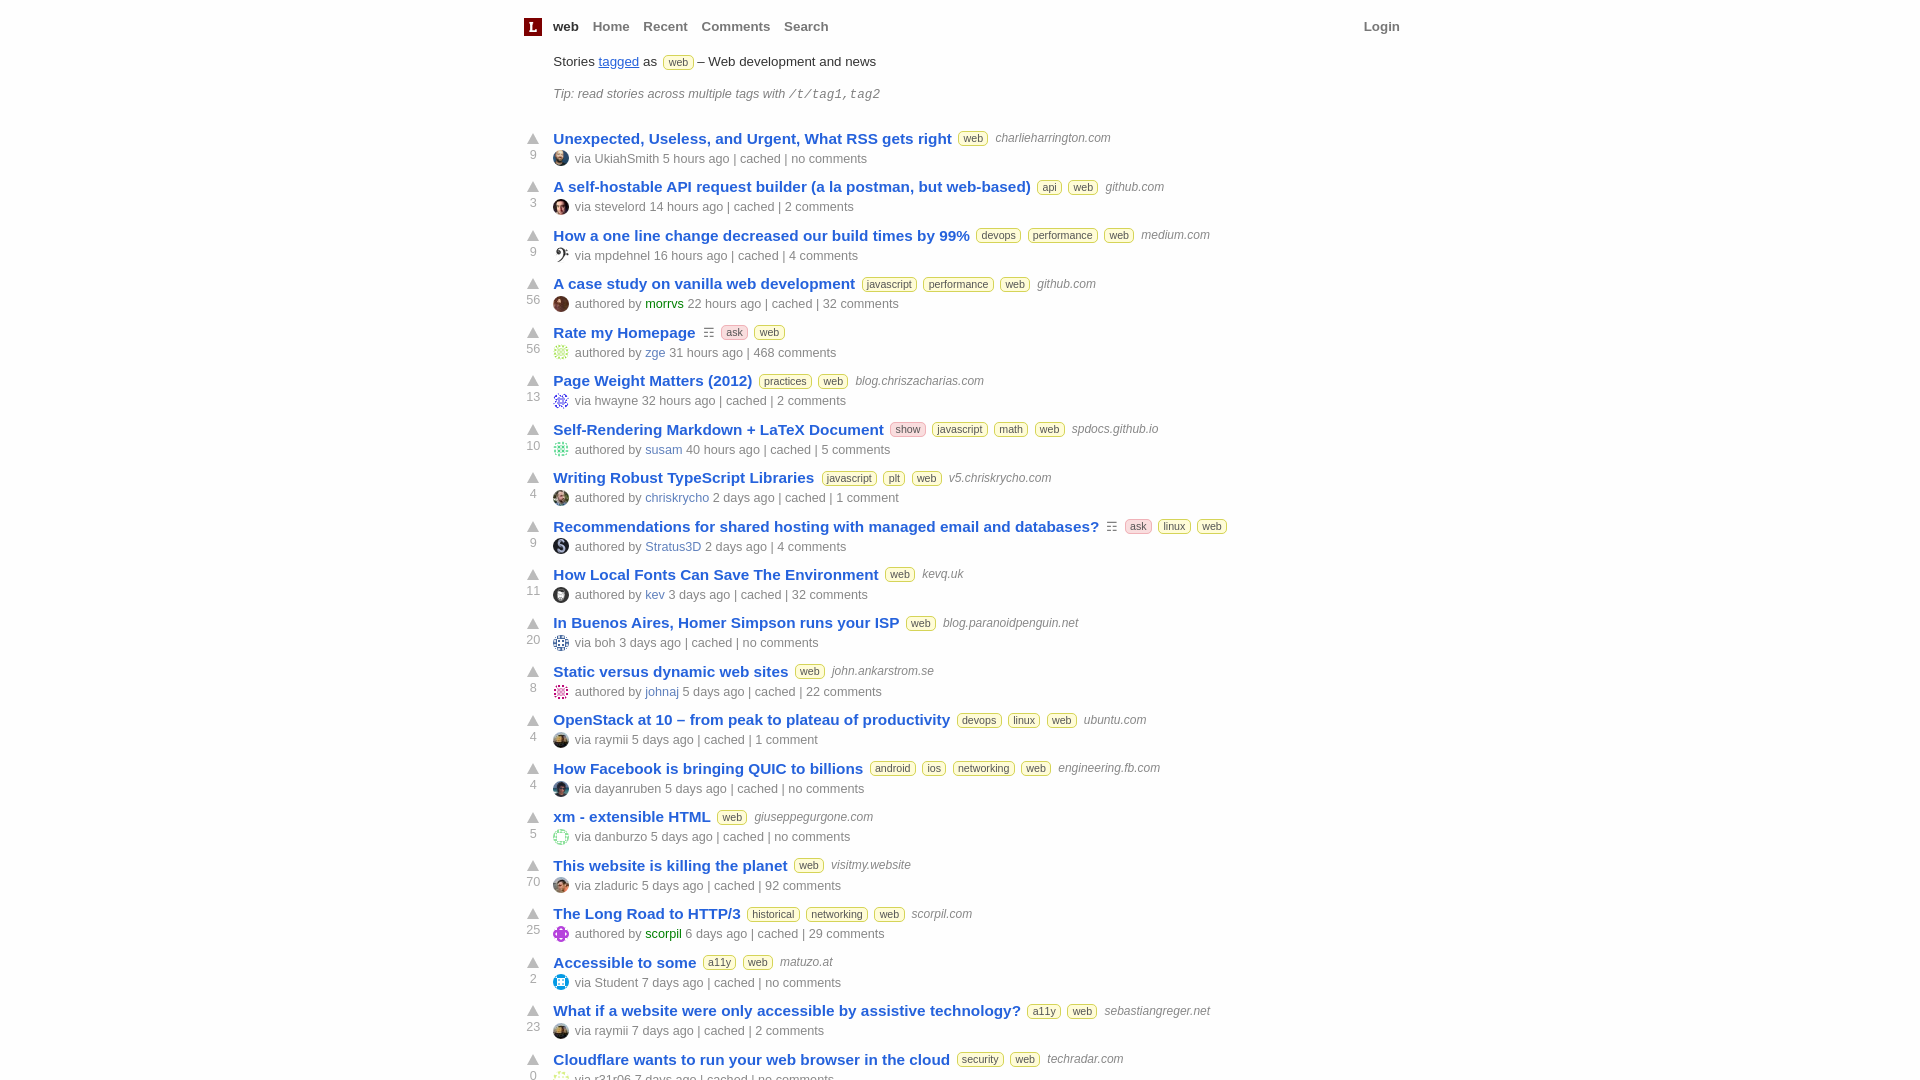 L web Home Recent Comments Search Login
Stories tagged as web – Web development and news
Tip: read stories across multiple tags with /t/tag1,tag2
Unexpected, Useless, and Urgent, What RSS gets right web charlieharrington.com
9 via UkiahSmith 5 hours ago | cached | no comments
A self-hostable API request builder (a la postman, but web-based) api web github.com
3 via stevelord 14 hours ago | cached | 2 comments
How a one line change decreased our build times by 99% devops performance web medium.com
9 via mpdehnel 16 hours ago | cached | 4 comments
A case study on vanilla web development javascript performance web github.com
56 authored by morrvs 22 hours ago | cached | 32 comments
Rate my Homepage ☶ ask web
56 authored by zge 31 hours ago | 468 comments
Page Weight Matters (2012) practices web blog.chriszacharias.com
13 via hwayne 32 hours ago | cached | 2 comments
Self-Rendering Markdown + LaTeX Document show javascript math web spdocs.github.io
10 authored by susam 40 hours ago | cached | 5 comments
Writing Robust TypeScript Libraries javascript plt web v5.chriskrycho.com
4 authored by chriskrycho 2 days ago | cached | 1 comment
Recommendations for shared hosting with managed email and databases? ☶ ask linux web
9 authored by Stratus3D 2 days ago | 4 comments
How Local Fonts Can Save The Environment web kevq.uk
11 authored by kev 3 days ago | cached | 32 comments
In Buenos Aires, Homer Simpson runs your ISP web blog.paranoidpenguin.net
20 via boh 3 days ago | cached | no comments
Static versus dynamic web sites web john.ankarstrom.se
8 authored by johnaj 5 days ago | cached | 22 comments
OpenStack at 10 – from peak to plateau of productivity devops linux web ubuntu.com
4 via raymii 5 days ago | cached | 1 comment
How Facebook is bringing QUIC to billions android ios networking web engineering.fb.com
4 via dayanruben 5 days ago | cached | no comments
xm - extensible HTML web giuseppegurgone.com
5 via danburzo 5 days ago | cached | no comments
This website is killing the planet web visitmy.website
70 via zladuric 5 days ago | cached | 92 comments
The Long Road to HTTP/3 historical networking web scorpil.com
25 authored by scorpil 6 days ago | cached | 29 comments
Accessible to some a11y web matuzo.at
2 via Student 7 days ago | cached | no comments
What if a website were only accessible by assistive technology? a11y web sebastiangreger.net
23 via raymii 7 days ago | cached | 2 comments
Cloudflare wants to run your web browser in the cloud security web techradar.com
0 via r31r06 7 days ago | cached | no comments